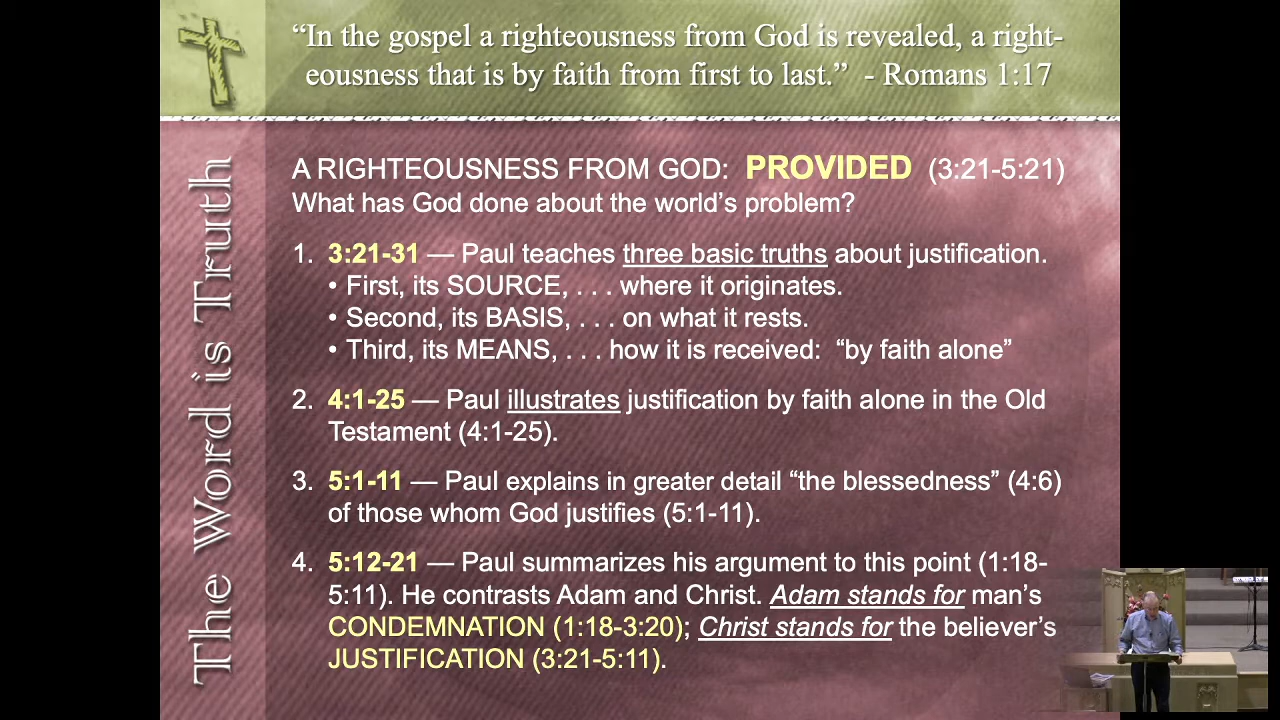 “In the gospel a righteousness from God is revealed, a right-
eousness that is by faith from first to last.” - Romans 1:17
The Word is Truth
A RIGHTEOUSNESS FROM GOD: PROVIDED (3:21-5:21)
What has God done about the world’s problem?
1. 3:21-31 — Paul teaches three basic truths about justification.
• First, its SOURCE, . . . where it originates.
• Second, its BASIS, . . . on what it rests.
• Third, its MEANS, . . . how it is received: “by faith alone”
2. 4:1-25 — Paul illustrates justification by faith alone in the Old
Testament (4:1-25).
3. 5:1-11 — Paul explains in greater detail “the blessedness” (4:6)
of those whom God justifies (5:1-11).
4. 5:12-21 — Paul summarizes his argument to this point (1:18-
5:11). He contrasts Adam and Christ. Adam stands for man’s
CONDEMNATION (1:18-3:20); Christ stands for the believer’s
JUSTIFICATION (3:21-5:11).